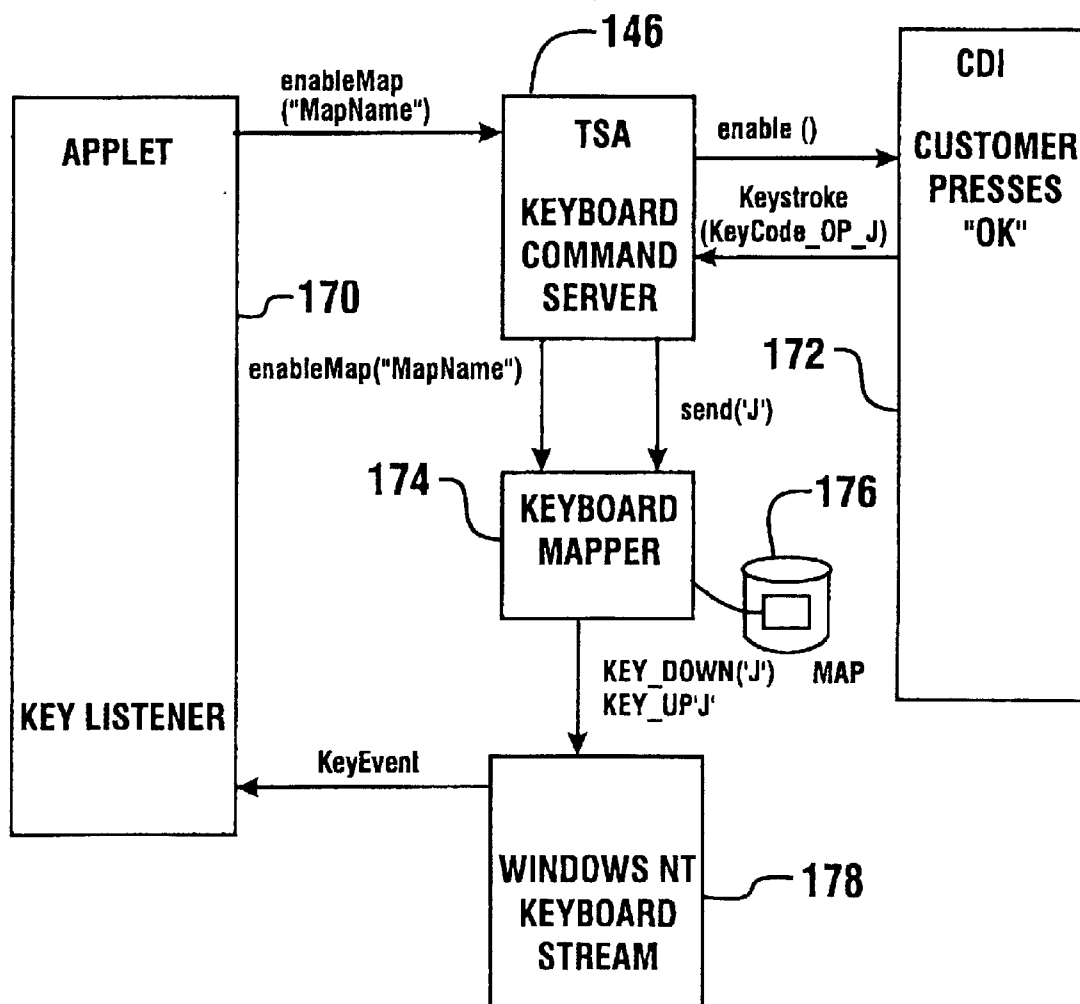 146
enableMap
("MapName")
APPLET
TSA
KEYBOARD
COMMAND
SERVER
enable ()
Keystroke
(KeyCode_OP_J)
CDI
CUSTOMER
PRESSES
"OK"
170
172
enableMap("MapName")
send('J')
174
KEYBOARD
MAPPER
176
MAP
KEY_DOWN('J')
KEY_UP'J'
KEY LISTENER
KeyEvent
WINDOWS NT
KEYBOARD
STREAM
178